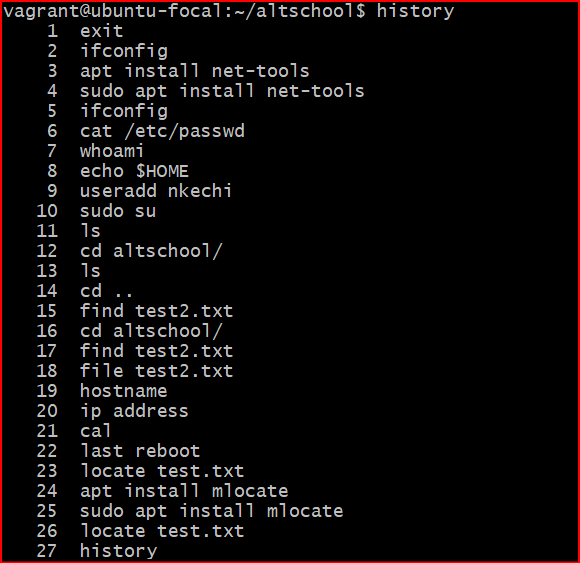 vagrant@ubuntu-focal:~/altschool$ history
1 exit
2 ifconfig
3 apt install net-tools
4 sudo apt install net-tools
5 ifconfig
6 cat /etc/passwd
7 whoami
8 echo $HOME
9 useradd nkechi
10 sudo su
11 ls
12 cd altschool/
13 ls
14 cd ..
15 find test2.txt
16 cd altschool/
17 find test2.txt
18 file test2.txt
19 hostname
20 ip address
21 cal
22 last reboot
23 locate test.txt
24 apt install mlocate
25 sudo apt install mlocate
26 locate test.txt
27 history